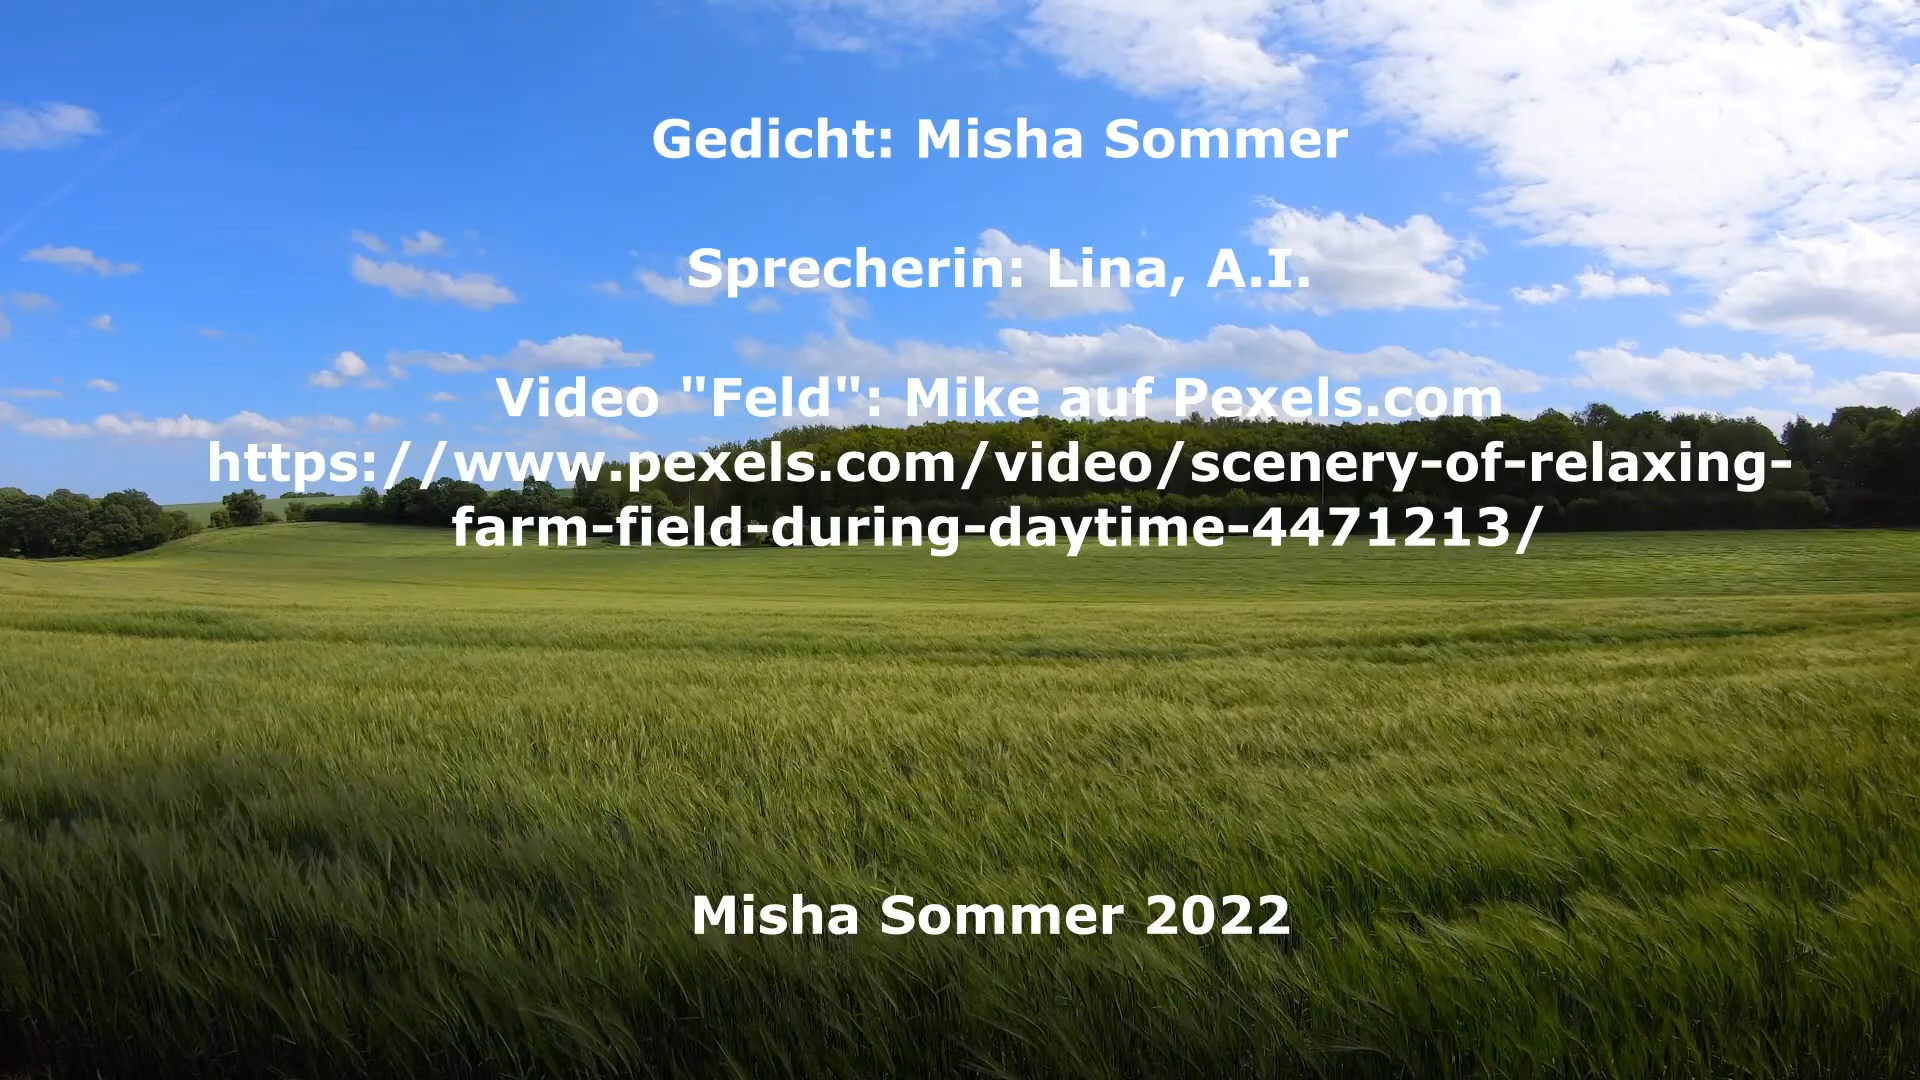 Gedicht: Misha Sommer
Sprecherin: Lina, A.I.
Video "Feld": Mike auf Pexels.com
https://www.pexels.com/video/scenery-of-relaxing-
farm-field-during-daytime-4471213/
Misha Sommer 2022